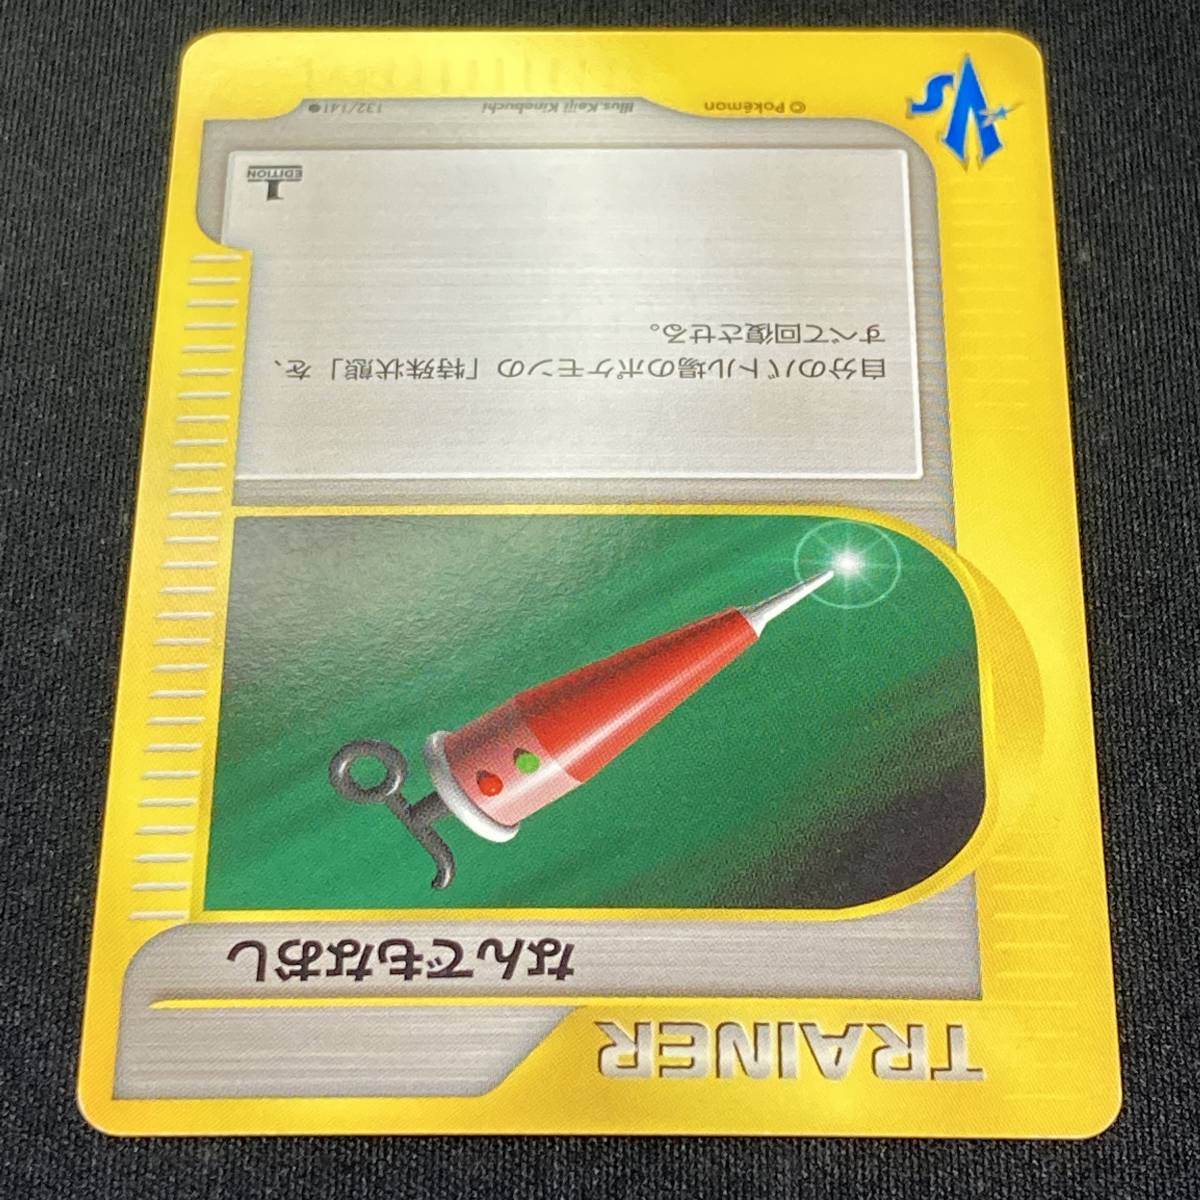 TRAINER
なんでもなおし
自分のバトル場のポケモンの「特殊状態」を、
すべて回復させる。
1
EDITION
© Pokémon
Illus. Keiji Kinebuchi
132/141●
VS